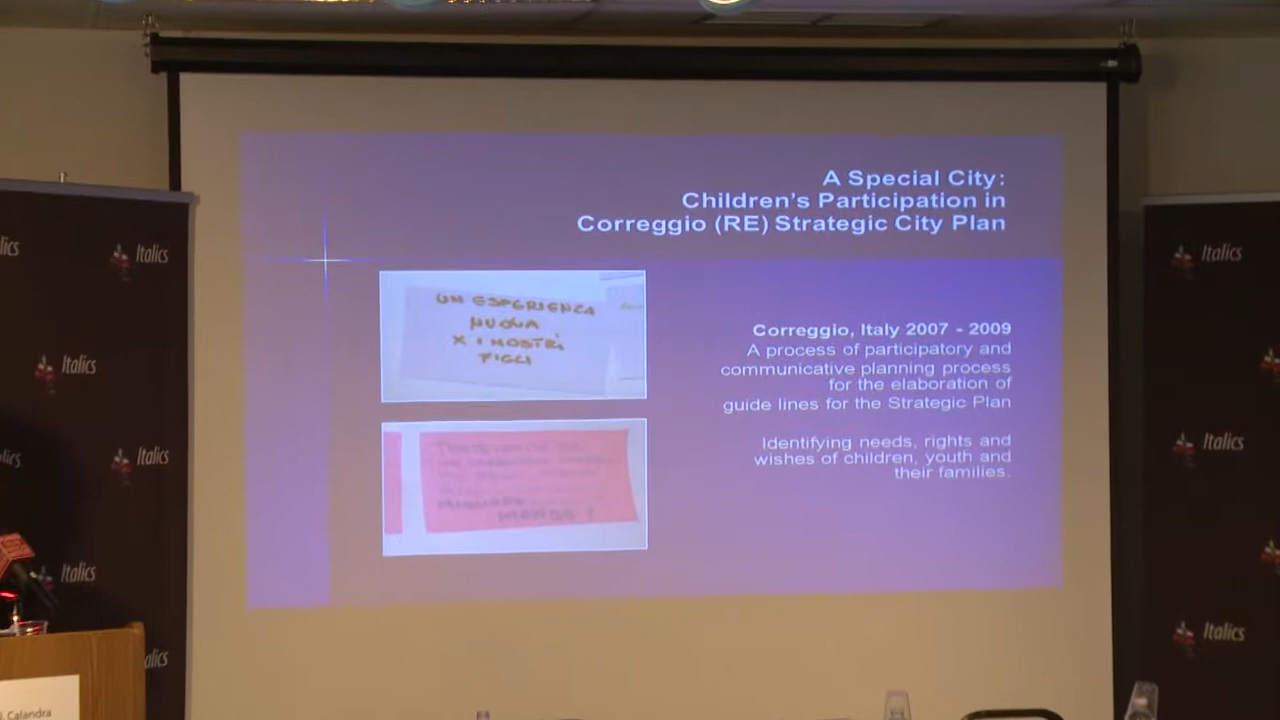 A Special City:
Children's Participation in
Correggio (RE) Strategic City Plan
UN ESPERIENZA
NUOVA
X I NOSTRI
FIGLI
Correggio, Italy 2007 - 2009
A process of participatory and
communicative planning process
for the elaboration of
guide lines for the Strategic Plan
Identifying needs, rights and
wishes of children, youth and
their families.
Italics
Italics
Italics
Italics
Italics
Italics
Italics
Calandra